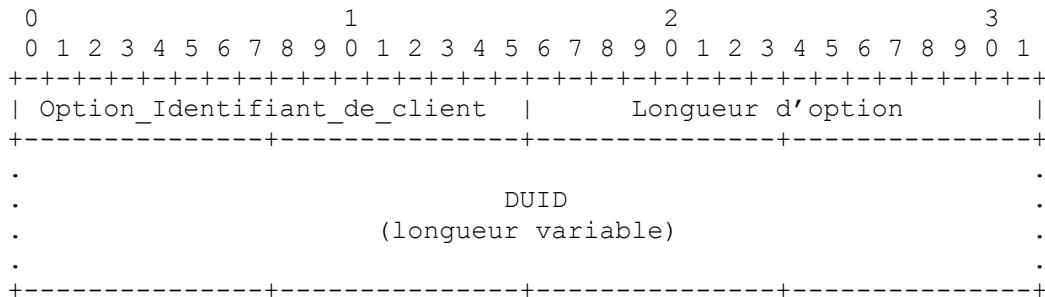 0                   1                   2                   3
 0 1 2 3 4 5 6 7 8 9 0 1 2 3 4 5 6 7 8 9 0 1 2 3 4 5 6 7 8 9 0 1
+-+-+-+-+-+-+-+-+-+-+-+-+-+-+-+-+-+-+-+-+-+-+-+-+-+-+-+-+-+-+-+-+
| Option_Identifiant_de_client  |      Longueur d’option        |
+---------------+---------------+---------------+---------------+
.                                                               .
.                              DUID                             .
.                      (longueur variable)                      .
.                                                               .
+---------------+---------------+---------------+---------------+